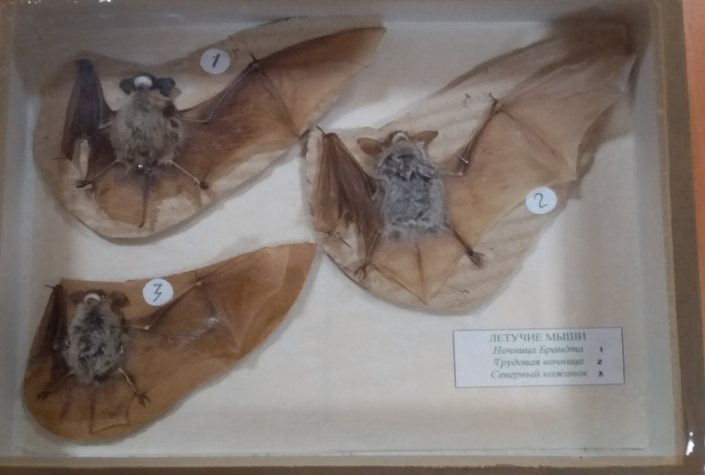 1
2
3
ЛЕТУЧИЕ МЫШИ
Ночница Брандта 1
Прудовая ночница 2
Северный кожанок 3